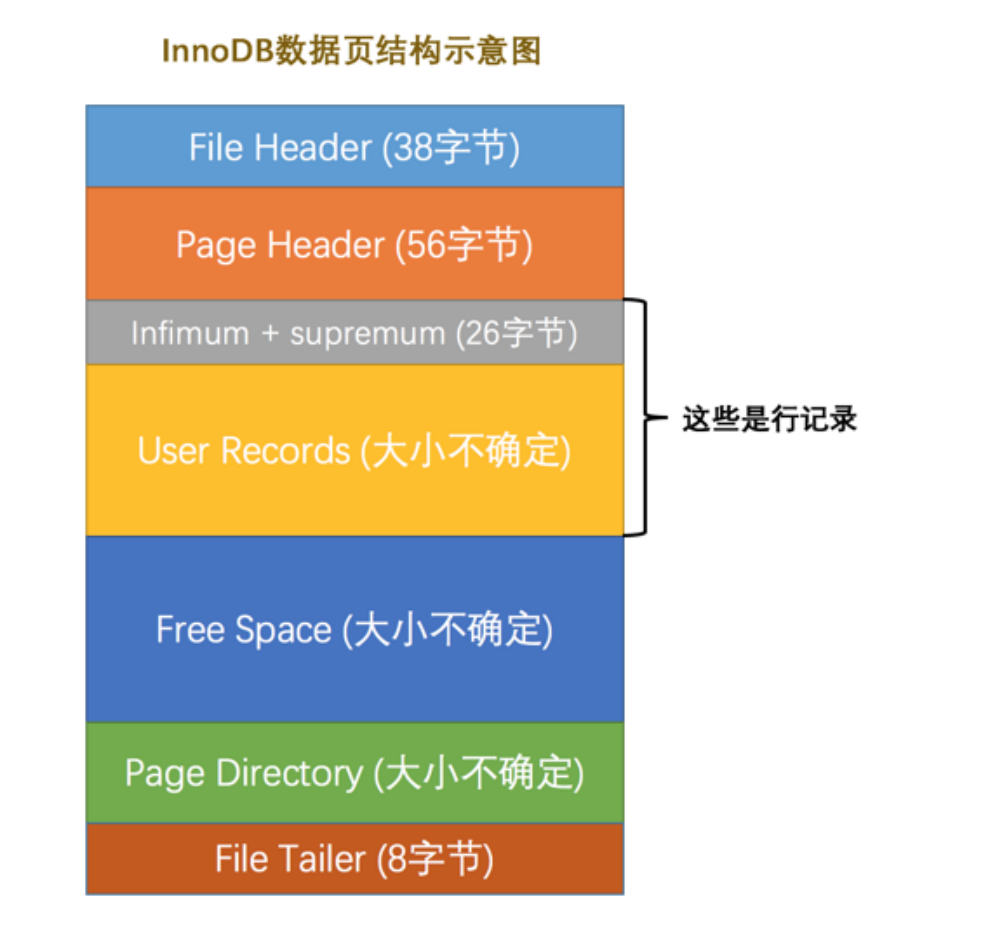 InnoDB数据页结构示意图
File Header (38字节)
Page Header (56字节)
Infimum + supremum (26字节)
这些是行记录
User Records (大小不确定)
Free Space (大小不确定)
Page Directory (大小不确定)
File Tailer (8字节)